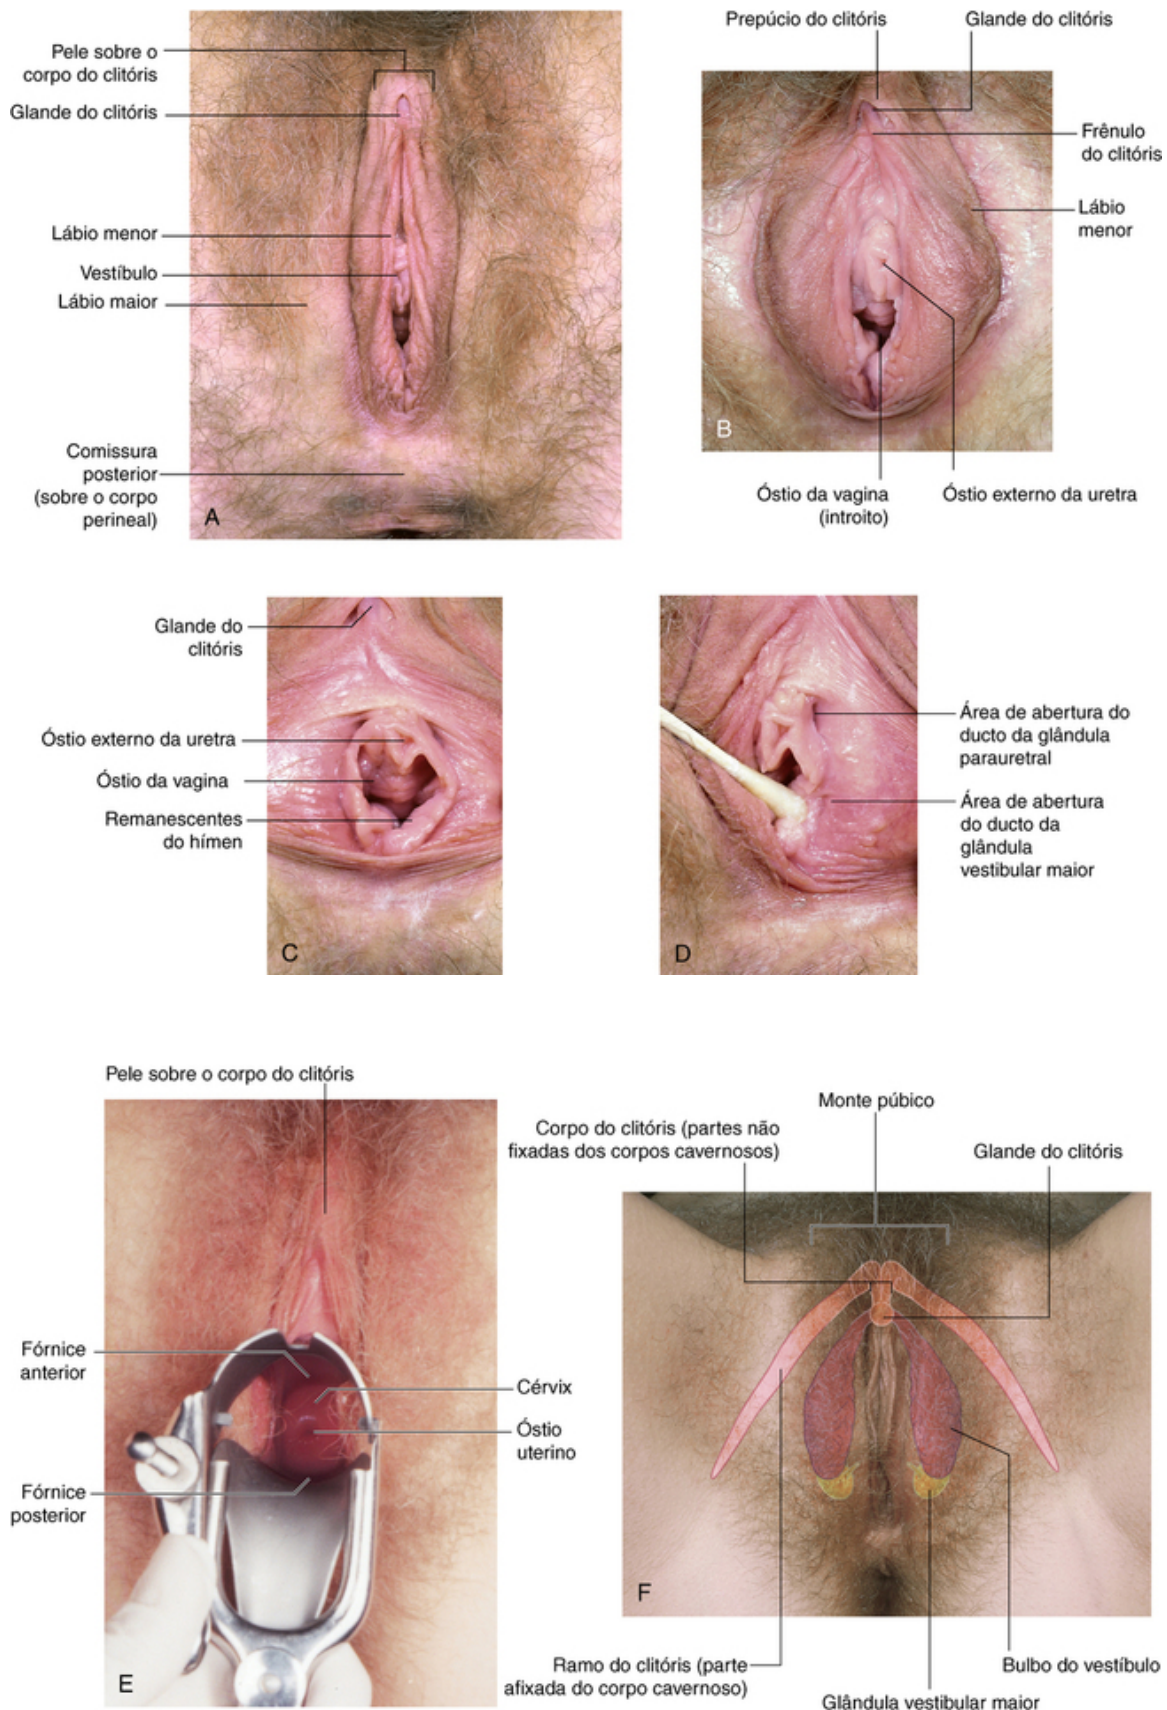 Pele sobre o
corpo do clitóris
Glande do clitóris
Lábio menor
Vestíbulo
Lábio maior
Comissura
posterior
(sobre o corpo
perineal)
A
Prepúcio do clitóris
Glande do clitóris
Frênulo
do clitóris
Lábio
menor
B
Óstio da vagina
(introito)
Óstio externo da uretra
Glande do
clitóris
Óstio externo da uretra
Óstio da vagina
Remanescentes
do hímen
C
Área de abertura do
ducto da glândula
parauretral
Área de abertura
do ducto da
glândula
vestibular maior
D
Pele sobre o corpo do clitóris
Fórnice
anterior
Cérvix
Óstio
uterino
Fórnice
posterior
E
Monte púbico
Corpo do clitóris (partes não
fixadas dos corpos cavernosos)
Glande do clitóris
F
Ramo do clitóris (parte
afixada do corpo cavernoso)
Bulbo do vestíbulo
Glândula vestibular maior